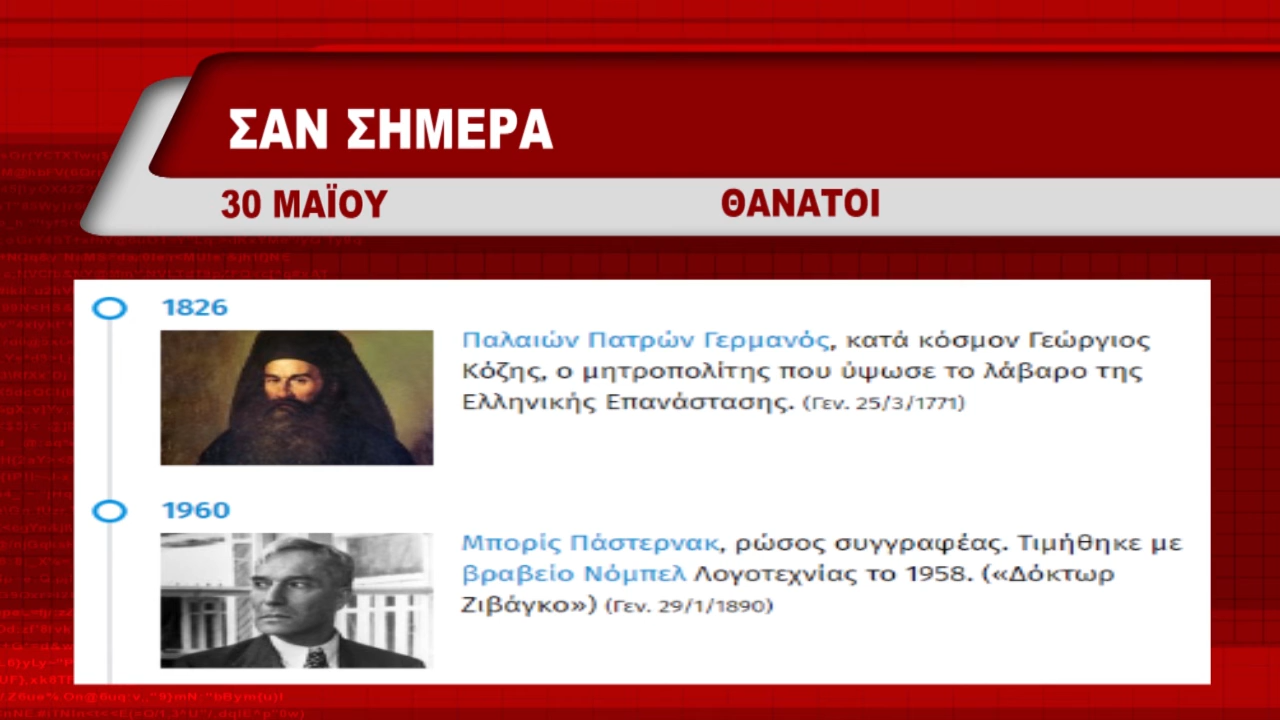 ΣΑΝ ΣΗΜΕΡΑ
30 ΜΑΪΟΥ ΘΑΝΑΤΟΙ
1826
Παλαιών Πατρών Γερμανός, κατά κόσμον Γεώργιος
Κόζης, ο μητροπολίτης που ύψωσε το λάβαρο της
Ελληνικής Επανάστασης. (Γεν. 25/3/1771)
1960
Μπορίς Πάστερνακ, ρώσος συγγραφέας. Τιμήθηκε με
βραβείο Νόμπελ Λογοτεχνίας το 1958. («Δόκτωρ
Ζιβάγκο») (Γεν. 29/1/1890)